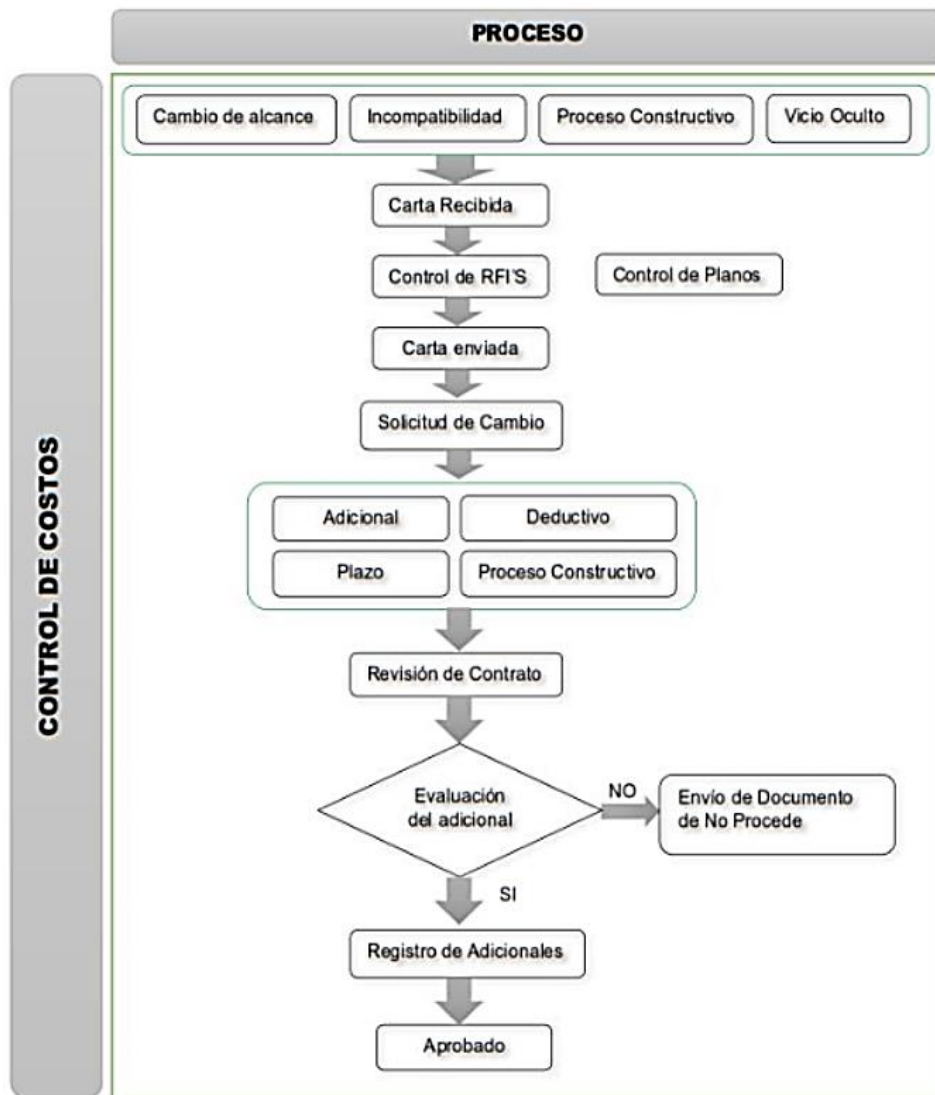 PROCESO
CONTROL DE COSTOS
Cambio de alcance
Incompatibilidad
Proceso Constructivo
Vicio Oculto
Carta Recibida
Control de RFI'S
Control de Planos
Carta enviada
Solicitud de Cambio
Adicional
Deductivo
Plazo
Proceso Constructivo
Revisión de Contrato
Evaluación
del adicional
NO
Envío de Documento
de No Procede
SI
Registro de Adicionales
Aprobado